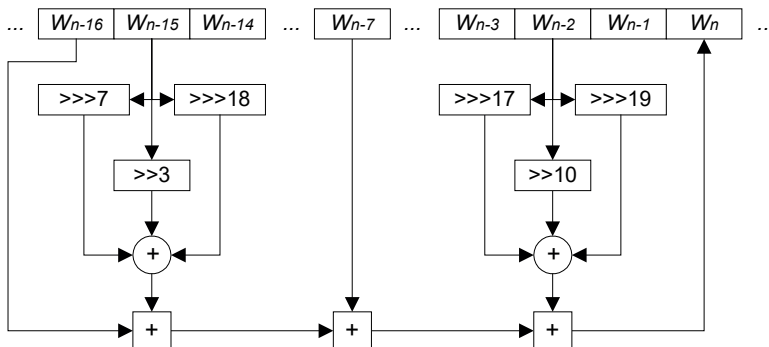 ... Wn-16 Wn-15 Wn-14 ... Wn-7 ... Wn-3 Wn-2 Wn-1 Wn ..
>>>7 >>>18 >>>17 >>>19
>>3 >>10
+ +
+ + +